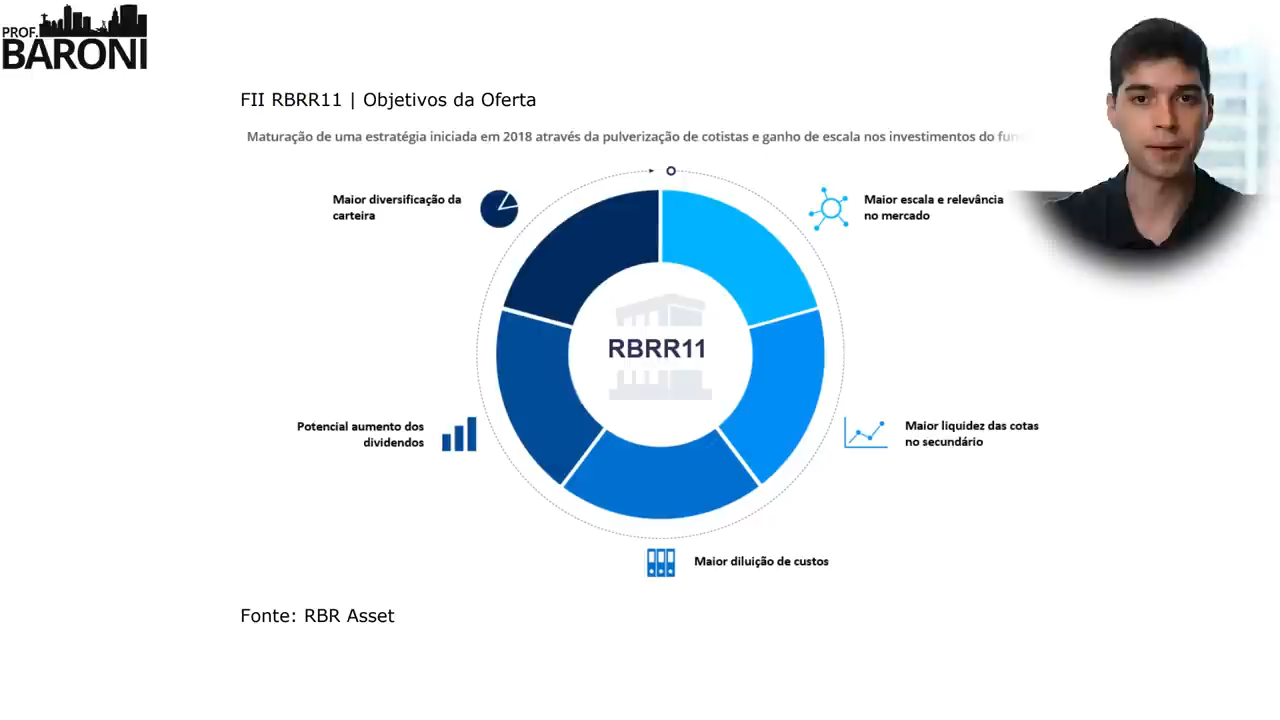 PROF.
BARONI
FII RBRR11 | Objetivos da Oferta
Maturação de uma estratégia iniciada em 2018 através da pulverização de cotistas e ganho de escala nos investimentos do
Maior diversificação da
carteira
Maior escala e relevância
no mercado
RBRR11
Potencial aumento dos
dividendos
Maior liquidez das cotas
no secundário
Maior diluição de custos
Fonte: RBR Asset